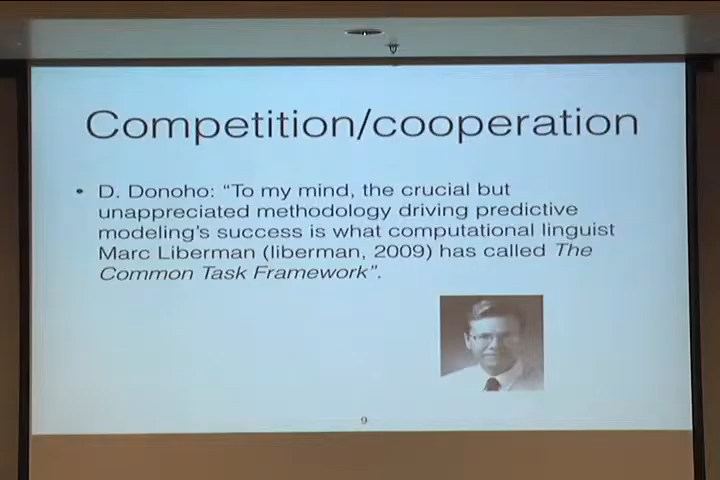 Competition/cooperation
• D. Donoho: “To my mind, the crucial but
unappreciated methodology driving predictive
modeling's success is what computational linguist
Marc Liberman (liberman, 2009) has called The
Common Task Framework”.
9